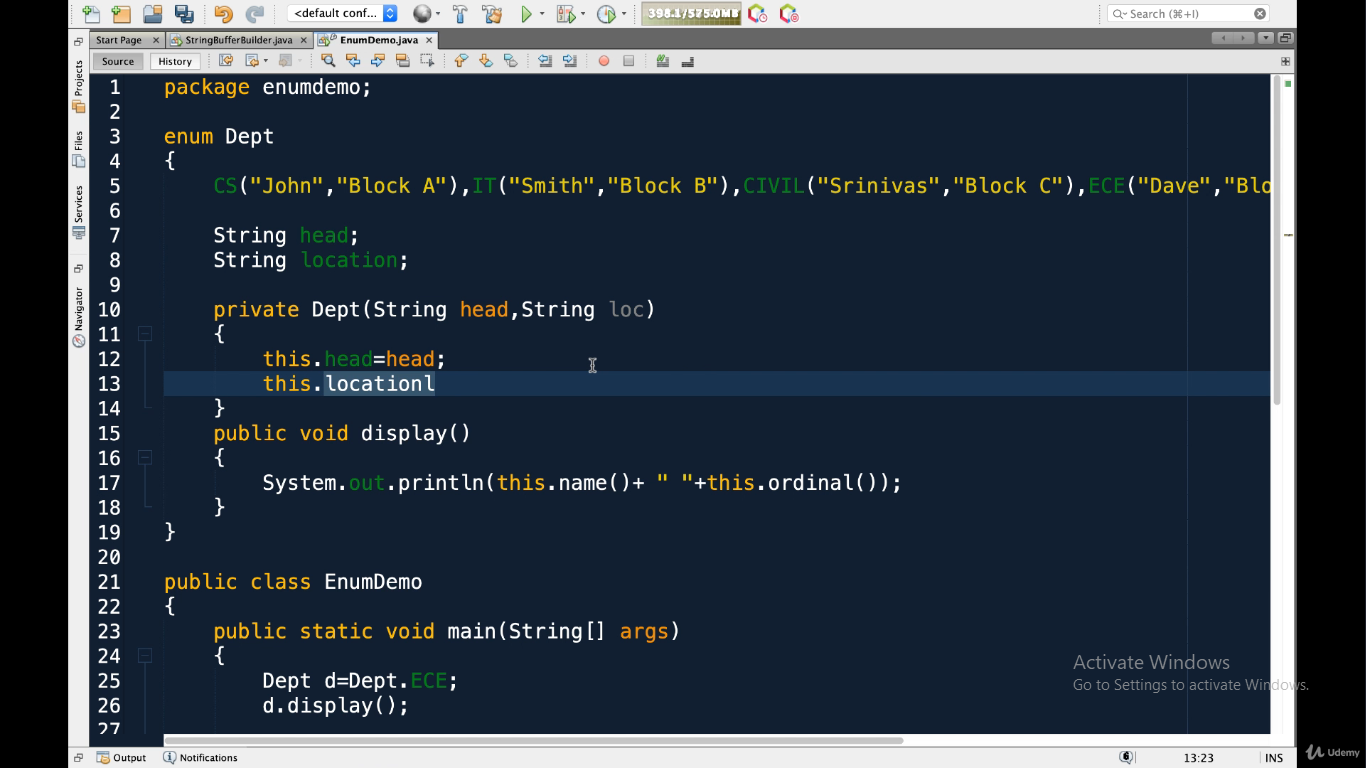 <default conf...
398.1/575.0MB
Search (⌘+I)
Start Page
StringBufferBuilder.java
EnumDemo.java
Source
History
Projects
Files
Services
Navigator
1 package enumdemo;
2
3 enum Dept
4 {
5 CS("John","Block A"),IT("Smith","Block B"),CIVIL("Srinivas","Block C"),ECE("Dave","Blo
6
7 String head;
8 String location;
9
10 private Dept(String head,String loc)
11 {
12 this.head=head;
13 this.locationl
14 }
15 public void display()
16 {
17 System.out.println(this.name()+ " "+this.ordinal());
18 }
19 }
20
21 public class EnumDemo
22 {
23 public static void main(String[] args)
24 {
25 Dept d=Dept.ECE;
26 d.display();
27
Activate Windows
Go to Settings to activate Windows.
Output
Notifications
6
13:23
INS
Udemy